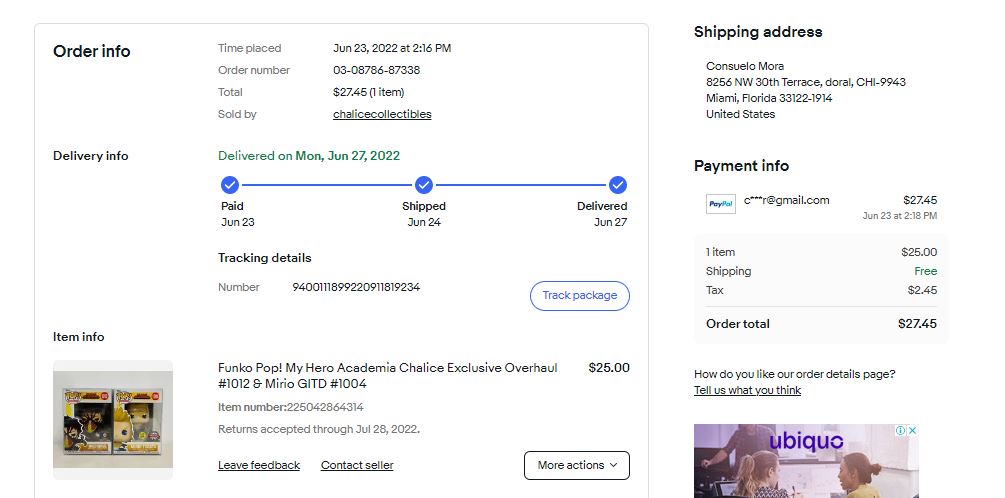 Order info
Time placed Jun 23, 2022 at 2:16 PM
Order number 03-08786-87338
Total $27.45 (1 item)
Sold by chalicecollectibles
Delivery info
Delivered on Mon, Jun 27, 2022
Paid Shipped Delivered
Jun 23 Jun 24 Jun 27
Tracking details
Number 9400111899220911819234
Track package
Item info
Funko Pop! My Hero Academia Chalice Exclusive Overhaul
#1012 & Mirio GITD #1004
$25.00
Item number:225042864314
Returns accepted through Jul 28, 2022.
Leave feedback Contact seller More actions
Shipping address
Consuelo Mora
8256 NW 30th Terrace, doral, CHI-9943
Miami, Florida 33122-1914
United States
Payment info
PayPal c***r@gmail.com $27.45
Jun 23 at 2:18 PM
1 item $25.00
Shipping Free
Tax $2.45
Order total $27.45
How do you like our order details page?
Tell us what you think
ubiquo